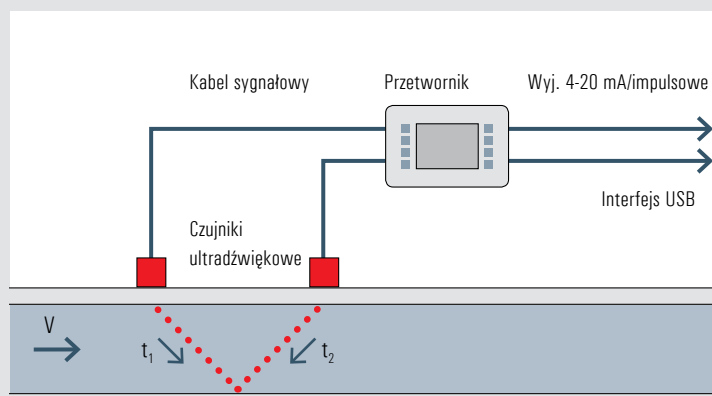 Kabel sygnałowy
Przetwornik
Wyj. 4-20 mA/impulsowe
Interfejs USB
Czujniki
ultradźwiękowe
V
t₁
t₂